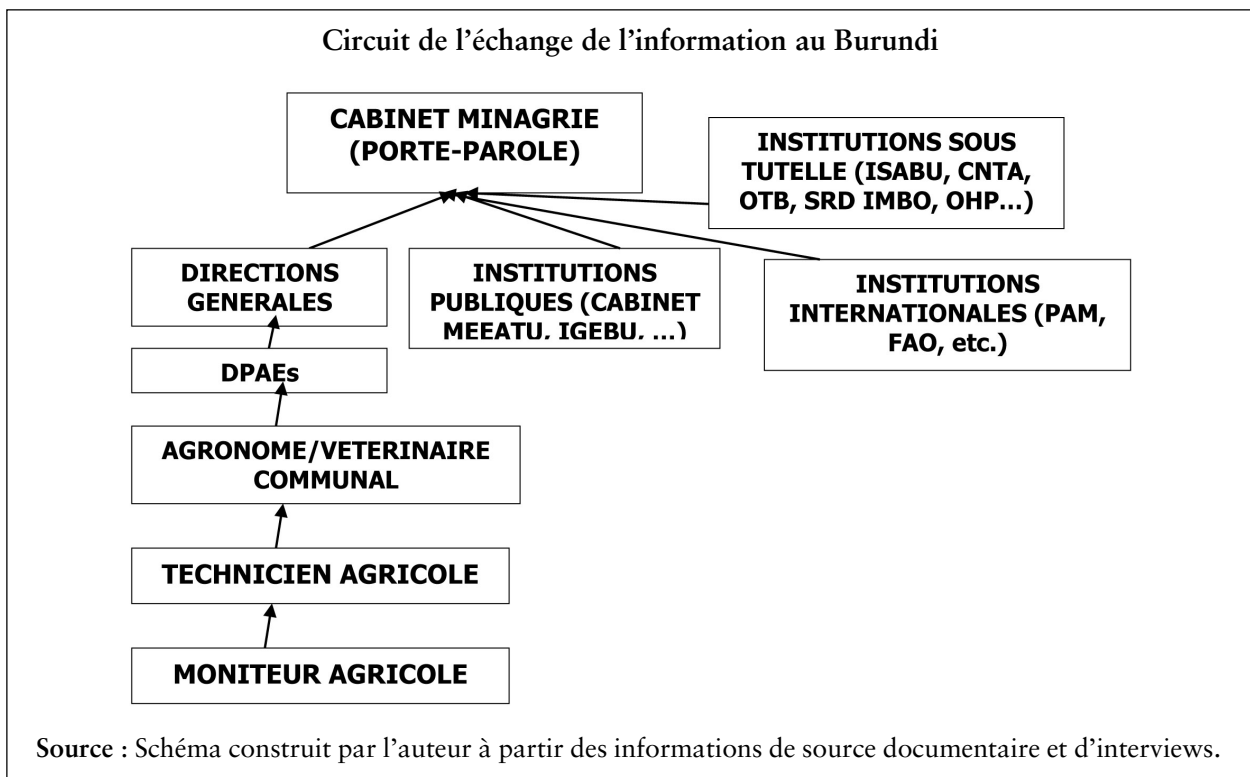 Circuit de l’échange de l’information au Burundi
CABINET MINAGRIE
(PORTE-PAROLE)
INSTITUTIONS SOUS
TUTELLE (ISABU, CNTA,
OTB, SRD IMBO, OHP...)
DIRECTIONS
GENERALES
INSTITUTIONS
PUBLIQUES (CABINET
MEEATU, IGEBU, ...)
INSTITUTIONS
INTERNATIONALES (PAM,
FAO, etc.)
DPAEs
AGRONOME/VETERINAIRE
COMMUNAL
TECHNICIEN AGRICOLE
MONITEUR AGRICOLE
Source : Schéma construit par l’auteur à partir des informations de source documentaire et d’interviews.